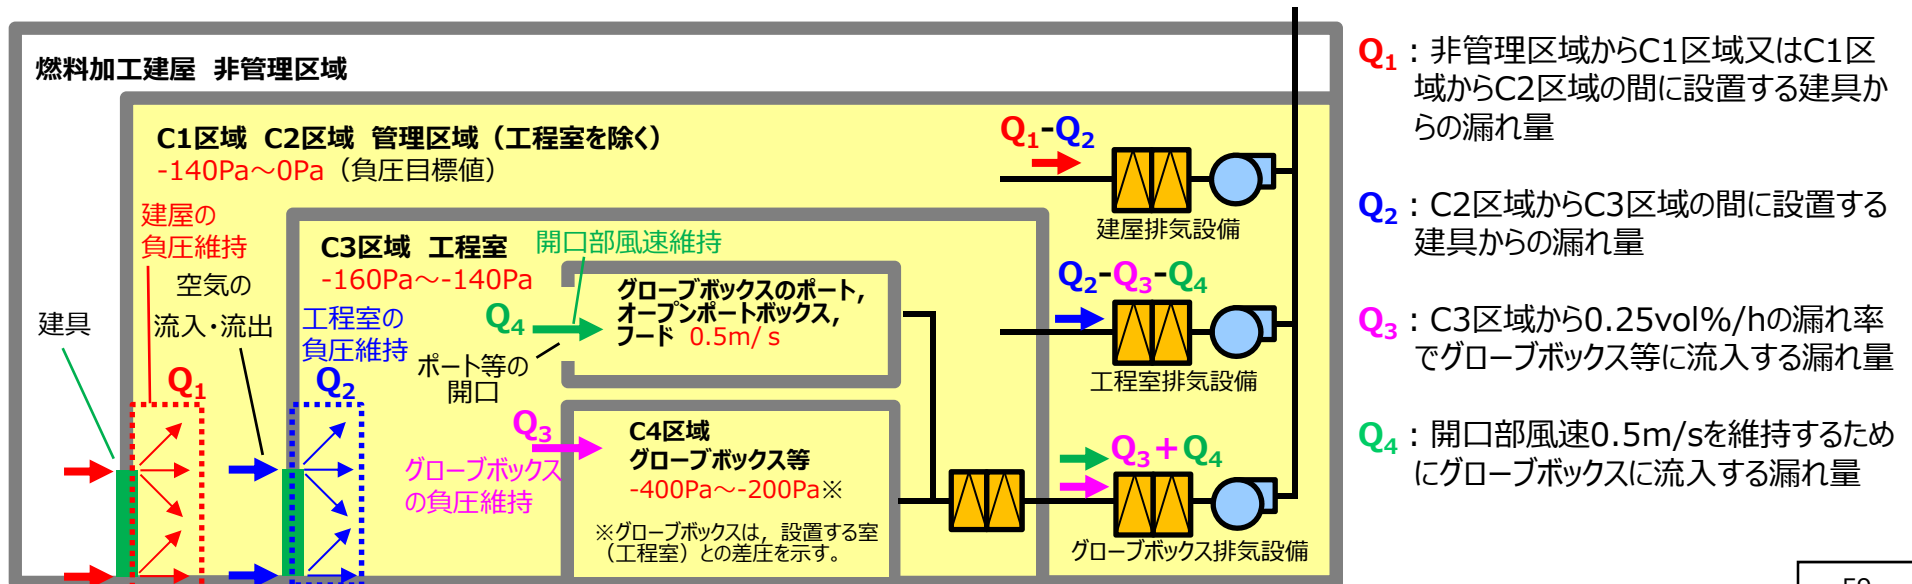 燃料加工建屋 非管理区域
C1区域 C2区域 管理区域（工程室を除く）
-140Pa～0Pa（負圧目標値）
建屋の
負圧維持
空気の
流入・流出
建具
Q1
C3区域 工程室
-160Pa～-140Pa
開口部風速維持
工程室の
負圧維持
Q2
Q4
ポート等の
開口
グローブボックスのポート，
オープンポートボックス，
フード 0.5m/ s
Q3
グローブボックス
の負圧維持
C4区域
グローブボックス等
-400Pa～-200Pa※
※グローブボックスは，設置する室
（工程室）との差圧を示す。
Q1-Q2
建屋排気設備
Q2-Q3-Q4
工程室排気設備
Q3＋Q4
グローブボックス排気設備
Q1：非管理区域からC1区域又はC1区
域からC2区域の間に設置する建具か
らの漏れ量
Q2：C2区域からC3区域の間に設置する
建具からの漏れ量
Q3：C3区域から0.25vol%/hの漏れ率
でグローブボックス等に流入する漏れ量
Q4：開口部風速0.5m/sを維持するため
にグローブボックスに流入する漏れ量